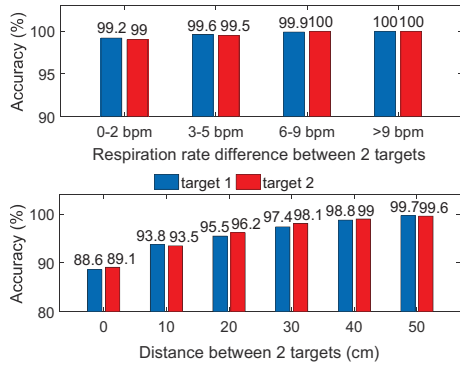 Accuracy (%)
100
95
90
99.2 99 99.6 99.5 99.9 100 100 100
0-2 bpm 3-5 bpm 6-9 bpm >9 bpm
Respiration rate difference between 2 targets
target 1 target 2
Accuracy (%)
100
90
80
88.6 89.1 93.8 93.5 95.5 96.2 97.4 98.1 98.8 99 99.7 99.6
0 10 20 30 40 50
Distance between 2 targets (cm)